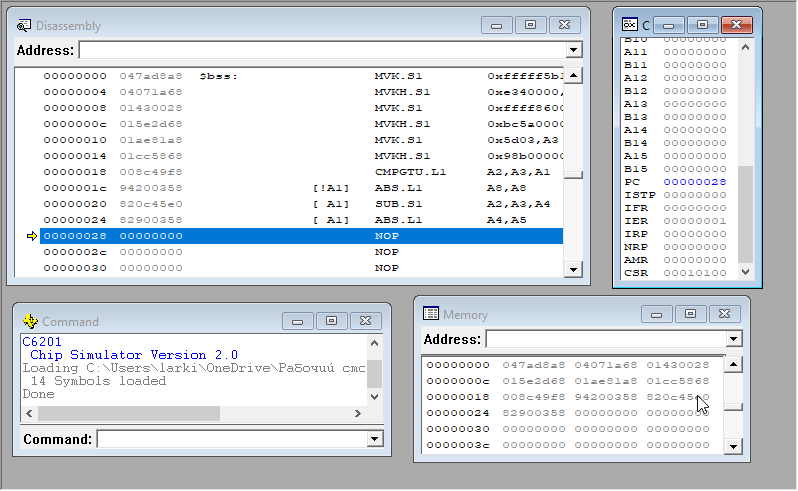 Disassembly
Address:
00000000 047ad8a8 $bss: MVK.S1 0xfffff5b1
00000004 04071a68 MVKH.S1 0xe340000,
00000008 01430028 MVK.S1 0xffff8600
0000000c 015e2d68 MVKH.S1 0xbc5a0000
00000010 01ae81a8 MVK.S1 0x5d03,A3
00000014 01cc5868 MVKH.S1 0x98b00000
00000018 008c49f8 CMPGTU.L1 A2,A3,A1
0000001c 94200358 [!A1] ABS.L1 A8,A8
00000020 820c45e0 [ A1] SUB.S1 A2,A3,A4
00000024 82900358 [ A1] ABS.L1 A4,A5
00000028 00000000 NOP
0000002c 00000000 NOP
00000030 00000000 NOP
C
B10 00000000
A11 00000000
B11 00000000
A12 00000000
B12 00000000
A13 00000000
B13 00000000
A14 00000000
B14 00000000
A15 00000000
B15 00000000
PC 00000028
ISTP 00000000
IFR 00000000
IER 00000001
IRP 00000000
NRP 00000000
AMR 00000000
CSR 00010100
Command
C6201
Chip Simulator Version 2.0
Loading C:\Users\larki\OneDrive\Рабочий стс
14 Symbols loaded
Done
Command:
Memory
Address:
00000000 047ad8a8 04071a68 01430028
0000000c 015e2d68 01ae81a8 01cc5868
00000018 008c49f8 94200358 820c45e0
00000024 82900358 00000000 00000000
00000030 00000000 00000000 00000000
0000003c 00000000 00000000 00000000